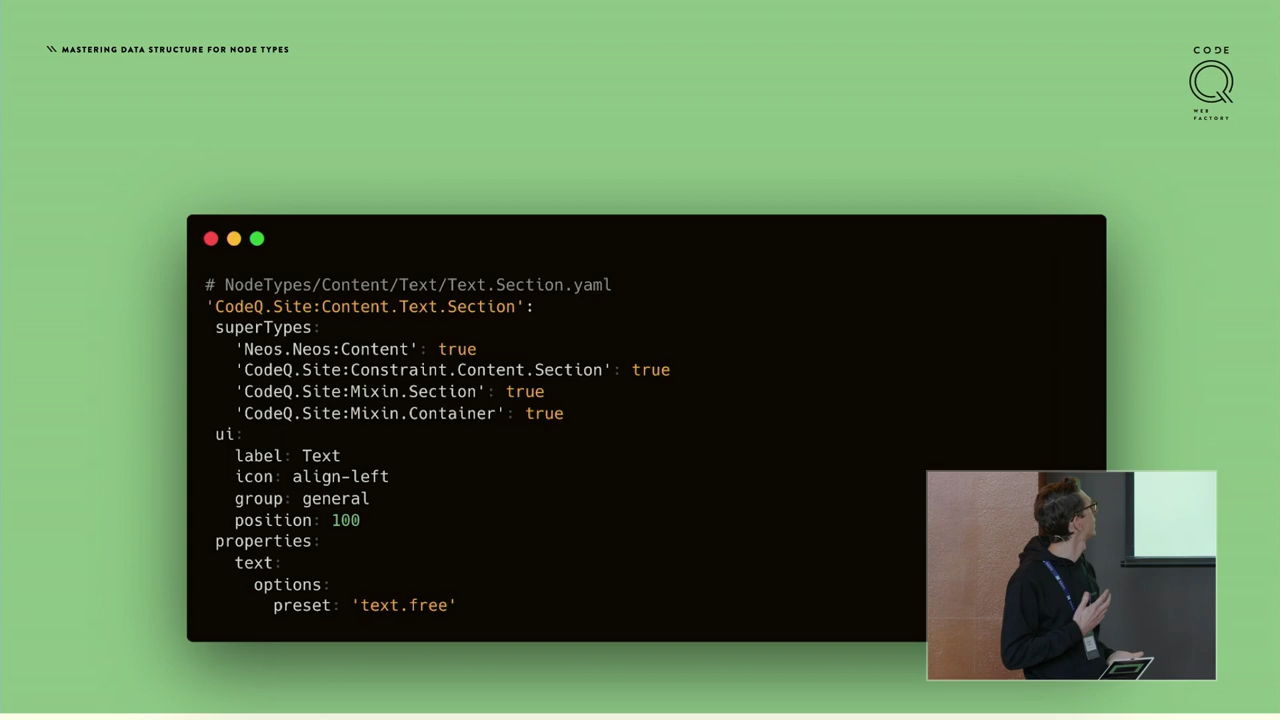 \\ MASTERING DATA STRUCTURE FOR NODE TYPES
CODE
Q
WEB
FACTORY
# NodeTypes/Content/Text/Text.Section.yaml
'CodeQ.Site:Content.Text.Section':
superTypes:
'Neos.Neos:Content': true
'CodeQ.Site:Constraint.Content.Section': true
'CodeQ.Site:Mixin.Section': true
'CodeQ.Site:Mixin.Container': true
ui:
label: Text
icon: align-left
group: general
position: 100
properties:
text:
options:
preset: 'text.free'